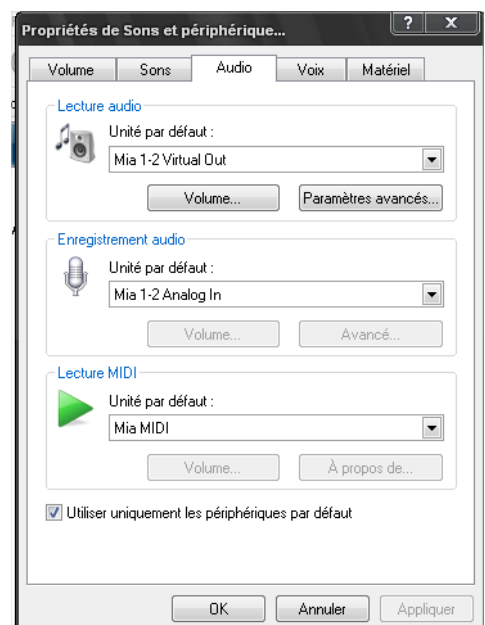 Propriétés de Sons et périphérique...
? X
Volume Sons Audio Voix Matériel
Lecture audio
Unité par défaut :
Mia 1-2 Virtual Out
Volume... Paramètres avancés...
Enregistrement audio
Unité par défaut :
Mia 1-2 Analog In
Volume... Avancé...
Lecture MIDI
Unité par défaut :
Mia MIDI
Volume... À propos de...
Utiliser uniquement les périphériques par défaut
OK Annuler Appliquer